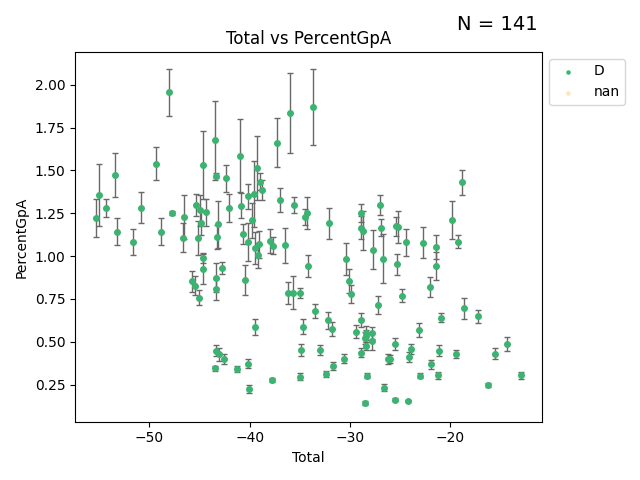 N = 141
Total vs PercentGpA
D
nan
2.00
1.75
1.50
1.25
1.00
0.75
0.50
0.25
PercentGpA
−50
−40
−30
−20
Total